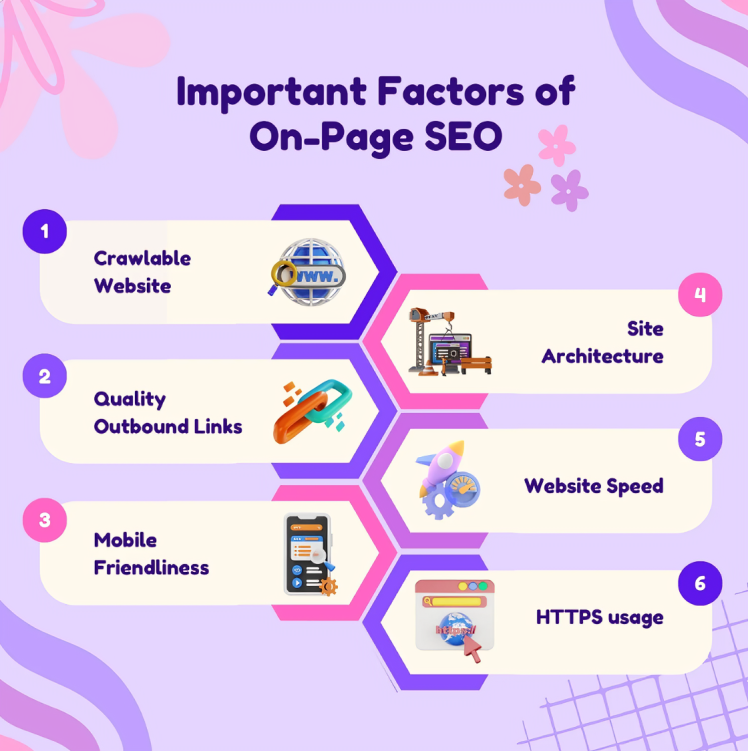 Important Factors of
On-Page SEO
1
Crawlable
Website
www.
2
Quality
Outbound Links
3
Mobile
Friendliness
4
Site
Architecture
5
Website Speed
6
HTTPS usage